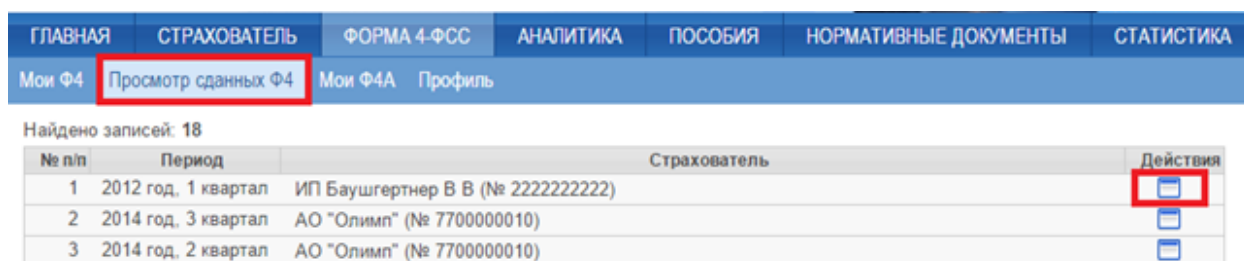 ГЛАВНАЯ СТРАХОВАТЕЛЬ ФОРМА 4-ФСС АНАЛИТИКА ПОСОБИЯ НОРМАТИВНЫЕ ДОКУМЕНТЫ СТАТИСТИКА
Мои Ф4 Просмотр сданных Ф4 Мои Ф4А Профиль
Найдено записей: 18
№ п/п Период Страхователь Действия
1 2012 год, 1 квартал ИП Баушгертнер В В (№ 2222222222)
2 2014 год, 3 квартал АО "Олимп" (№ 7700000010)
3 2014 год, 2 квартал АО "Олимп" (№ 7700000010)